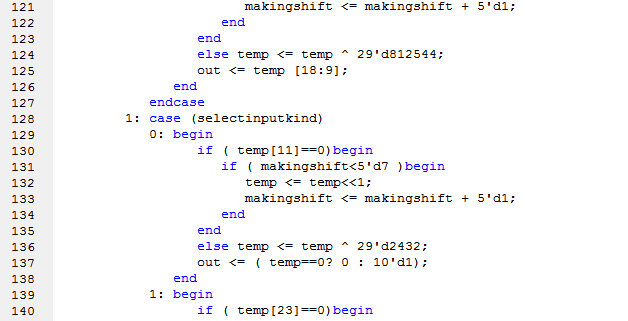 121 makingshift <= makingshift + 5'd1;
122 end
123 end
124 else temp <= temp ^ 29'd812544;
125 out <= temp [18:9];
126 end
127 endcase
128 1: case (selectinputkind)
129 0: begin
130 if ( temp[11]==0)begin
131 if ( makingshift<5'd7 )begin
132 temp <= temp<<1;
133 makingshift <= makingshift + 5'd1;
134 end
135 end
136 else temp <= temp ^ 29'd2432;
137 out <= ( temp==0? 0 : 10'd1);
138 end
139 1: begin
140 if ( temp[23]==0)begin